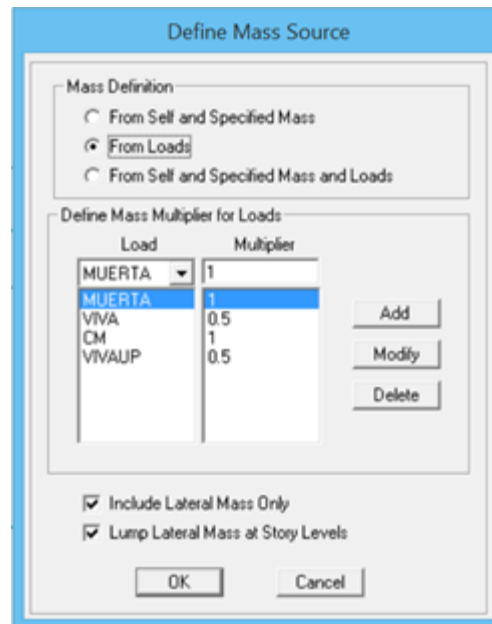 Define Mass Source
Mass Definition
From Self and Specified Mass
From Loads
From Self and Specified Mass and Loads
Define Mass Multiplier for Loads
Load Multiplier
MUERTA 1
MUERTA 1
VIVA 0.5
CM 1
VIVAUP 0.5
Add
Modify
Delete
Include Lateral Mass Only
Lump Lateral Mass at Story Levels
OK Cancel